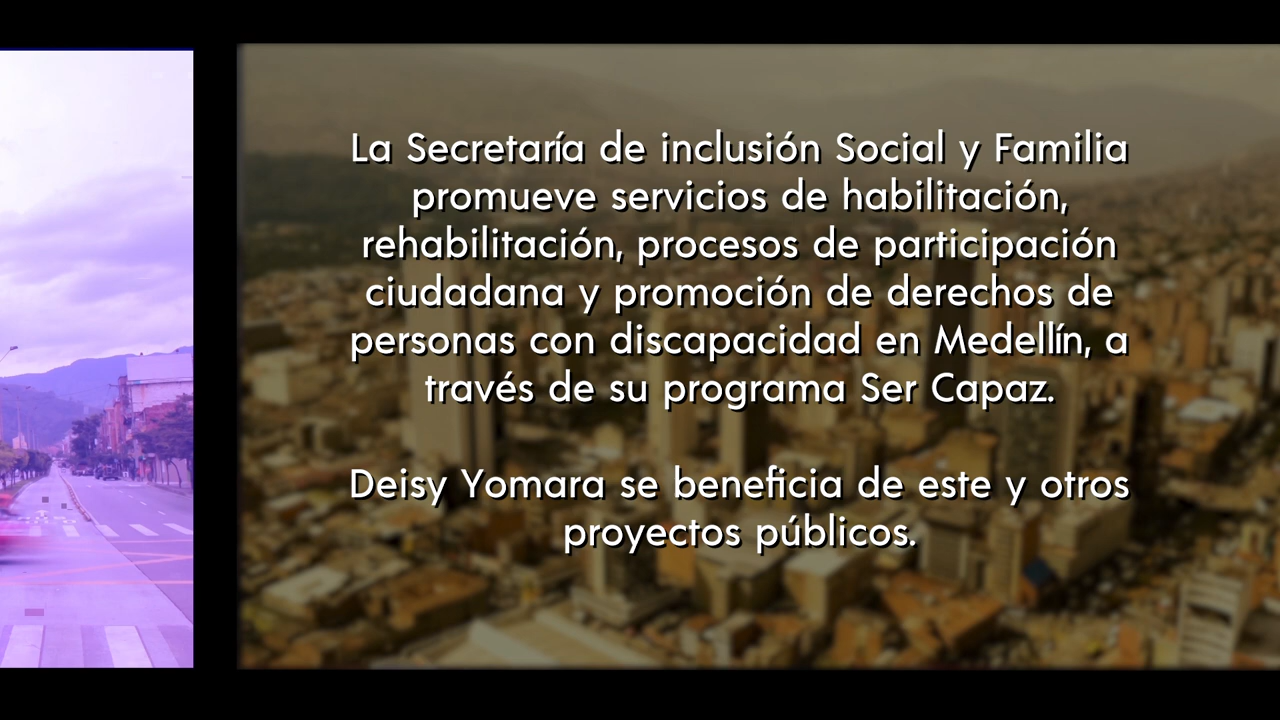 La Secretaría de inclusión Social y Familia
promueve servicios de habilitación,
rehabilitación, procesos de participación
ciudadana y promoción de derechos de
personas con discapacidad en Medellín, a
través de su programa Ser Capaz.
Deisy Yomara se beneficia de este y otros
proyectos públicos.